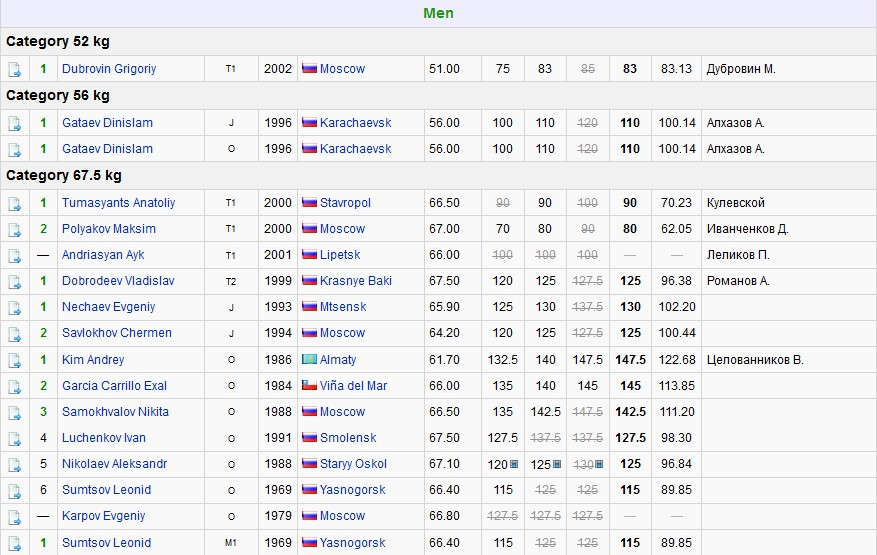 Men
Category 52 kg
1 Dubrovin Grigoriy T1 2002 Moscow 51.00 75 83 85 83 83.13 Дубровин М.
Category 56 kg
1 Gataev Dinislam J 1996 Karachaevsk 56.00 100 110 120 110 100.14 Алхазов А.
1 Gataev Dinislam O 1996 Karachaevsk 56.00 100 110 120 110 100.14 Алхазов А.
Category 67.5 kg
1 Tumasyants Anatoliy T1 2000 Stavropol 66.50 90 90 100 90 70.23 Кулевской
2 Polyakov Maksim T1 2000 Moscow 67.00 70 80 90 80 62.05 Иванченков Д.
— Andriasyan Ayk T1 2001 Lipetsk 66.00 100 100 100 — — Леликов П.
1 Dobrodeev Vladislav T2 1999 Krasnye Baki 67.50 120 125 127.5 125 96.38 Романов А.
1 Nechaev Evgeniy J 1993 Mtsensk 65.90 125 130 137.5 130 102.20
2 Savlokhov Chermen J 1994 Moscow 64.20 120 125 127.5 125 100.44
1 Kim Andrey O 1986 Almaty 61.70 132.5 140 147.5 147.5 122.68 Целованников В.
2 Garcia Carrillo Exal O 1984 Viña del Mar 66.00 135 140 145 145 113.85
3 Samokhvalov Nikita O 1988 Moscow 66.50 135 142.5 147.5 142.5 111.20
4 Luchenkov Ivan O 1991 Smolensk 67.50 127.5 137.5 137.5 127.5 98.30
5 Nikolaev Aleksandr O 1988 Staryy Oskol 67.10 120 125 130 125 96.84
6 Sumtsov Leonid O 1969 Yasnogorsk 66.40 115 125 125 115 89.85
— Karpov Evgeniy O 1979 Moscow 66.80 127.5 127.5 127.5 — —
1 Sumtsov Leonid M1 1969 Yasnogorsk 66.40 115 125 125 115 89.85